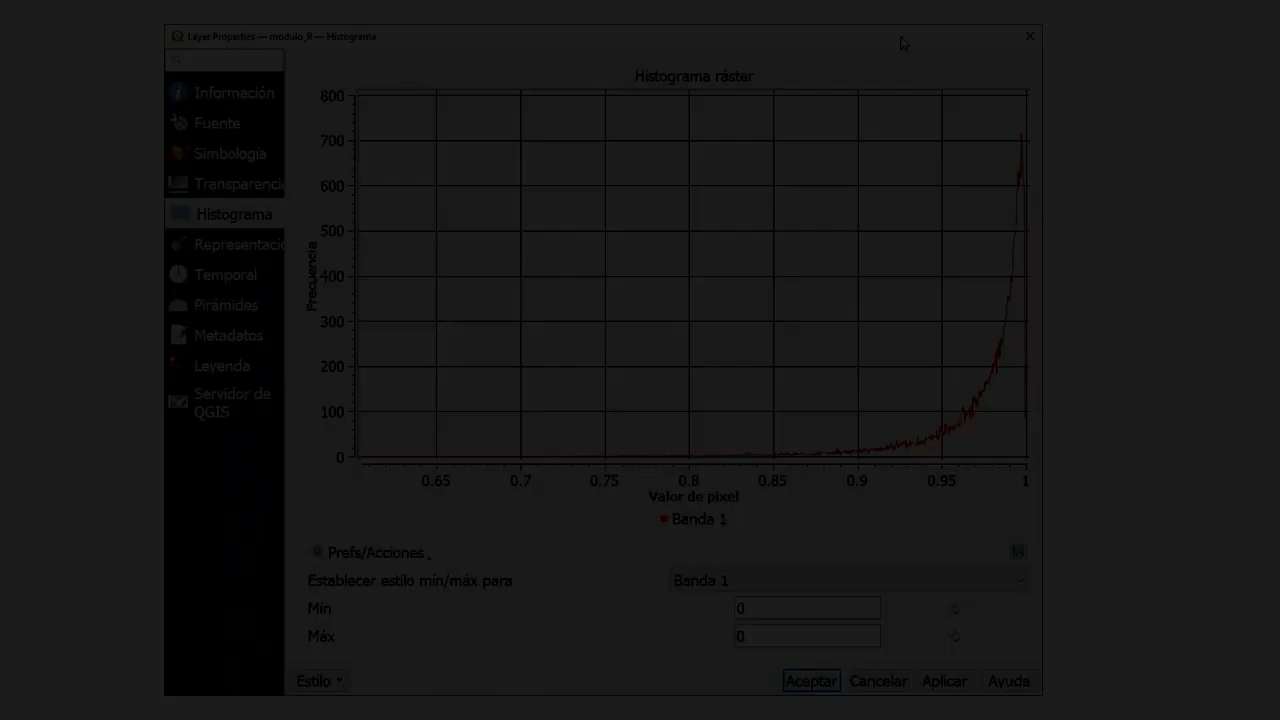 Layer Properties — modulo_R — Histograma
Información
Fuente
Simbología
Transparenci
Histograma
Representaci
Temporal
Pirámides
Metadatos
Leyenda
Servidor de
QGIS
Histograma ráster
800
700
600
500
400
300
200
100
0
Frecuencia
0.65 0.7 0.75 0.8 0.85 0.9 0.95 1
Valor de pixel
Banda 1
Prefs/Acciones
Establecer estilo mín/máx para Banda 1
Mín 0
Máx 0
Estilo Aceptar Cancelar Aplicar Ayuda